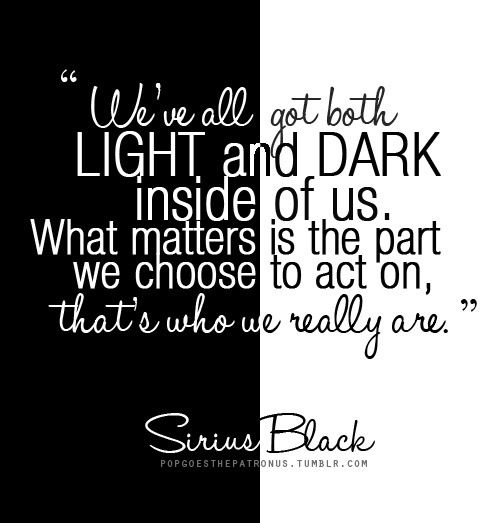 “ We've all got both
LIGHT and DARK
inside of us.
What matters is the part
we choose to act on,
that's who we really are. ”
Sirius Black
POPGOESTHEPATRONUS.TUMBLR.COM